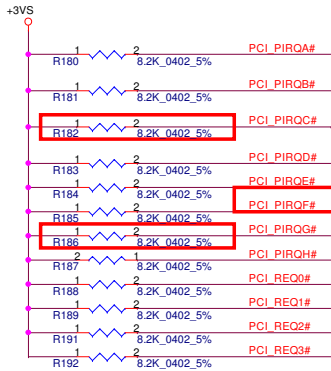 +3VS
1 2 PCI_PIRQA#
R180 8.2K_0402_5%
1 2 PCI_PIRQB#
R181 8.2K_0402_5%
1 2 PCI_PIRQC#
R182 8.2K_0402_5%
1 2 PCI_PIRQD#
R183 8.2K_0402_5%
1 2 PCI_PIRQE#
R184 8.2K_0402_5%
1 2 PCI_PIRQF#
R185 8.2K_0402_5%
1 2 PCI_PIRQG#
R186 8.2K_0402_5%
2 1 PCI_PIRQH#
R187 8.2K_0402_5%
1 2 PCI_REQ0#
R188 8.2K_0402_5%
1 2 PCI_REQ1#
R189 8.2K_0402_5%
1 2 PCI_REQ2#
R191 8.2K_0402_5%
1 2 PCI_REQ3#
R192 8.2K_0402_5%